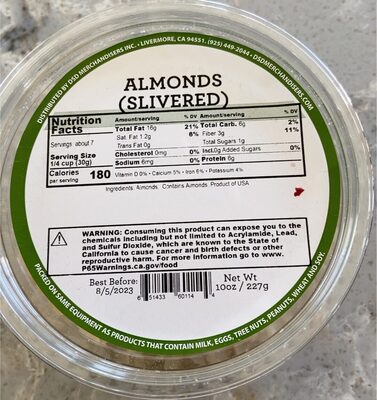 DISTRIBUTED BY DSD MERCHANDISERS INC. • LIVERMORE, CA 94551. (925) 449-2044 • DSDMERCHANDISERS.COM
ALMONDS
(SLIVERED)
Nutrition Facts
Servings: about 7
Serving Size
1/4 cup (30g)
Calories per serving 180
Amount/serving % DV Amount/serving % DV
Total Fat 16g 21% Total Carb. 6g 2%
Sat. Fat 1.2g 6% Fiber 3g 11%
Trans Fat 0g Total Sugars 1g
Cholesterol 0mg 0% Incl.0g Added Sugars 0%
Sodium 6mg 0% Protein 6g
Vitamin D 0% • Calcium 5% • Iron 6% • Potassium 4%
Ingredients: Almonds. Contains Almonds. Product of USA
WARNING: Consuming this product can expose you to the
chemicals including but not limited to Acrylamide, Lead,
and Sulfur Dioxide, which are known to the State of
California to cause cancer and birth defects or other
reproductive harm. For more information go to www.
P65Warnings.ca.gov/food
Best Before:
8/5/2023
6 51433 60114 4
Net Wt
10oz / 227g
PACKED ON SAME EQUIPMENT AS PRODUCTS THAT CONTAIN MILK, EGGS, TREE NUTS, PEANUTS, WHEAT AND SOY.